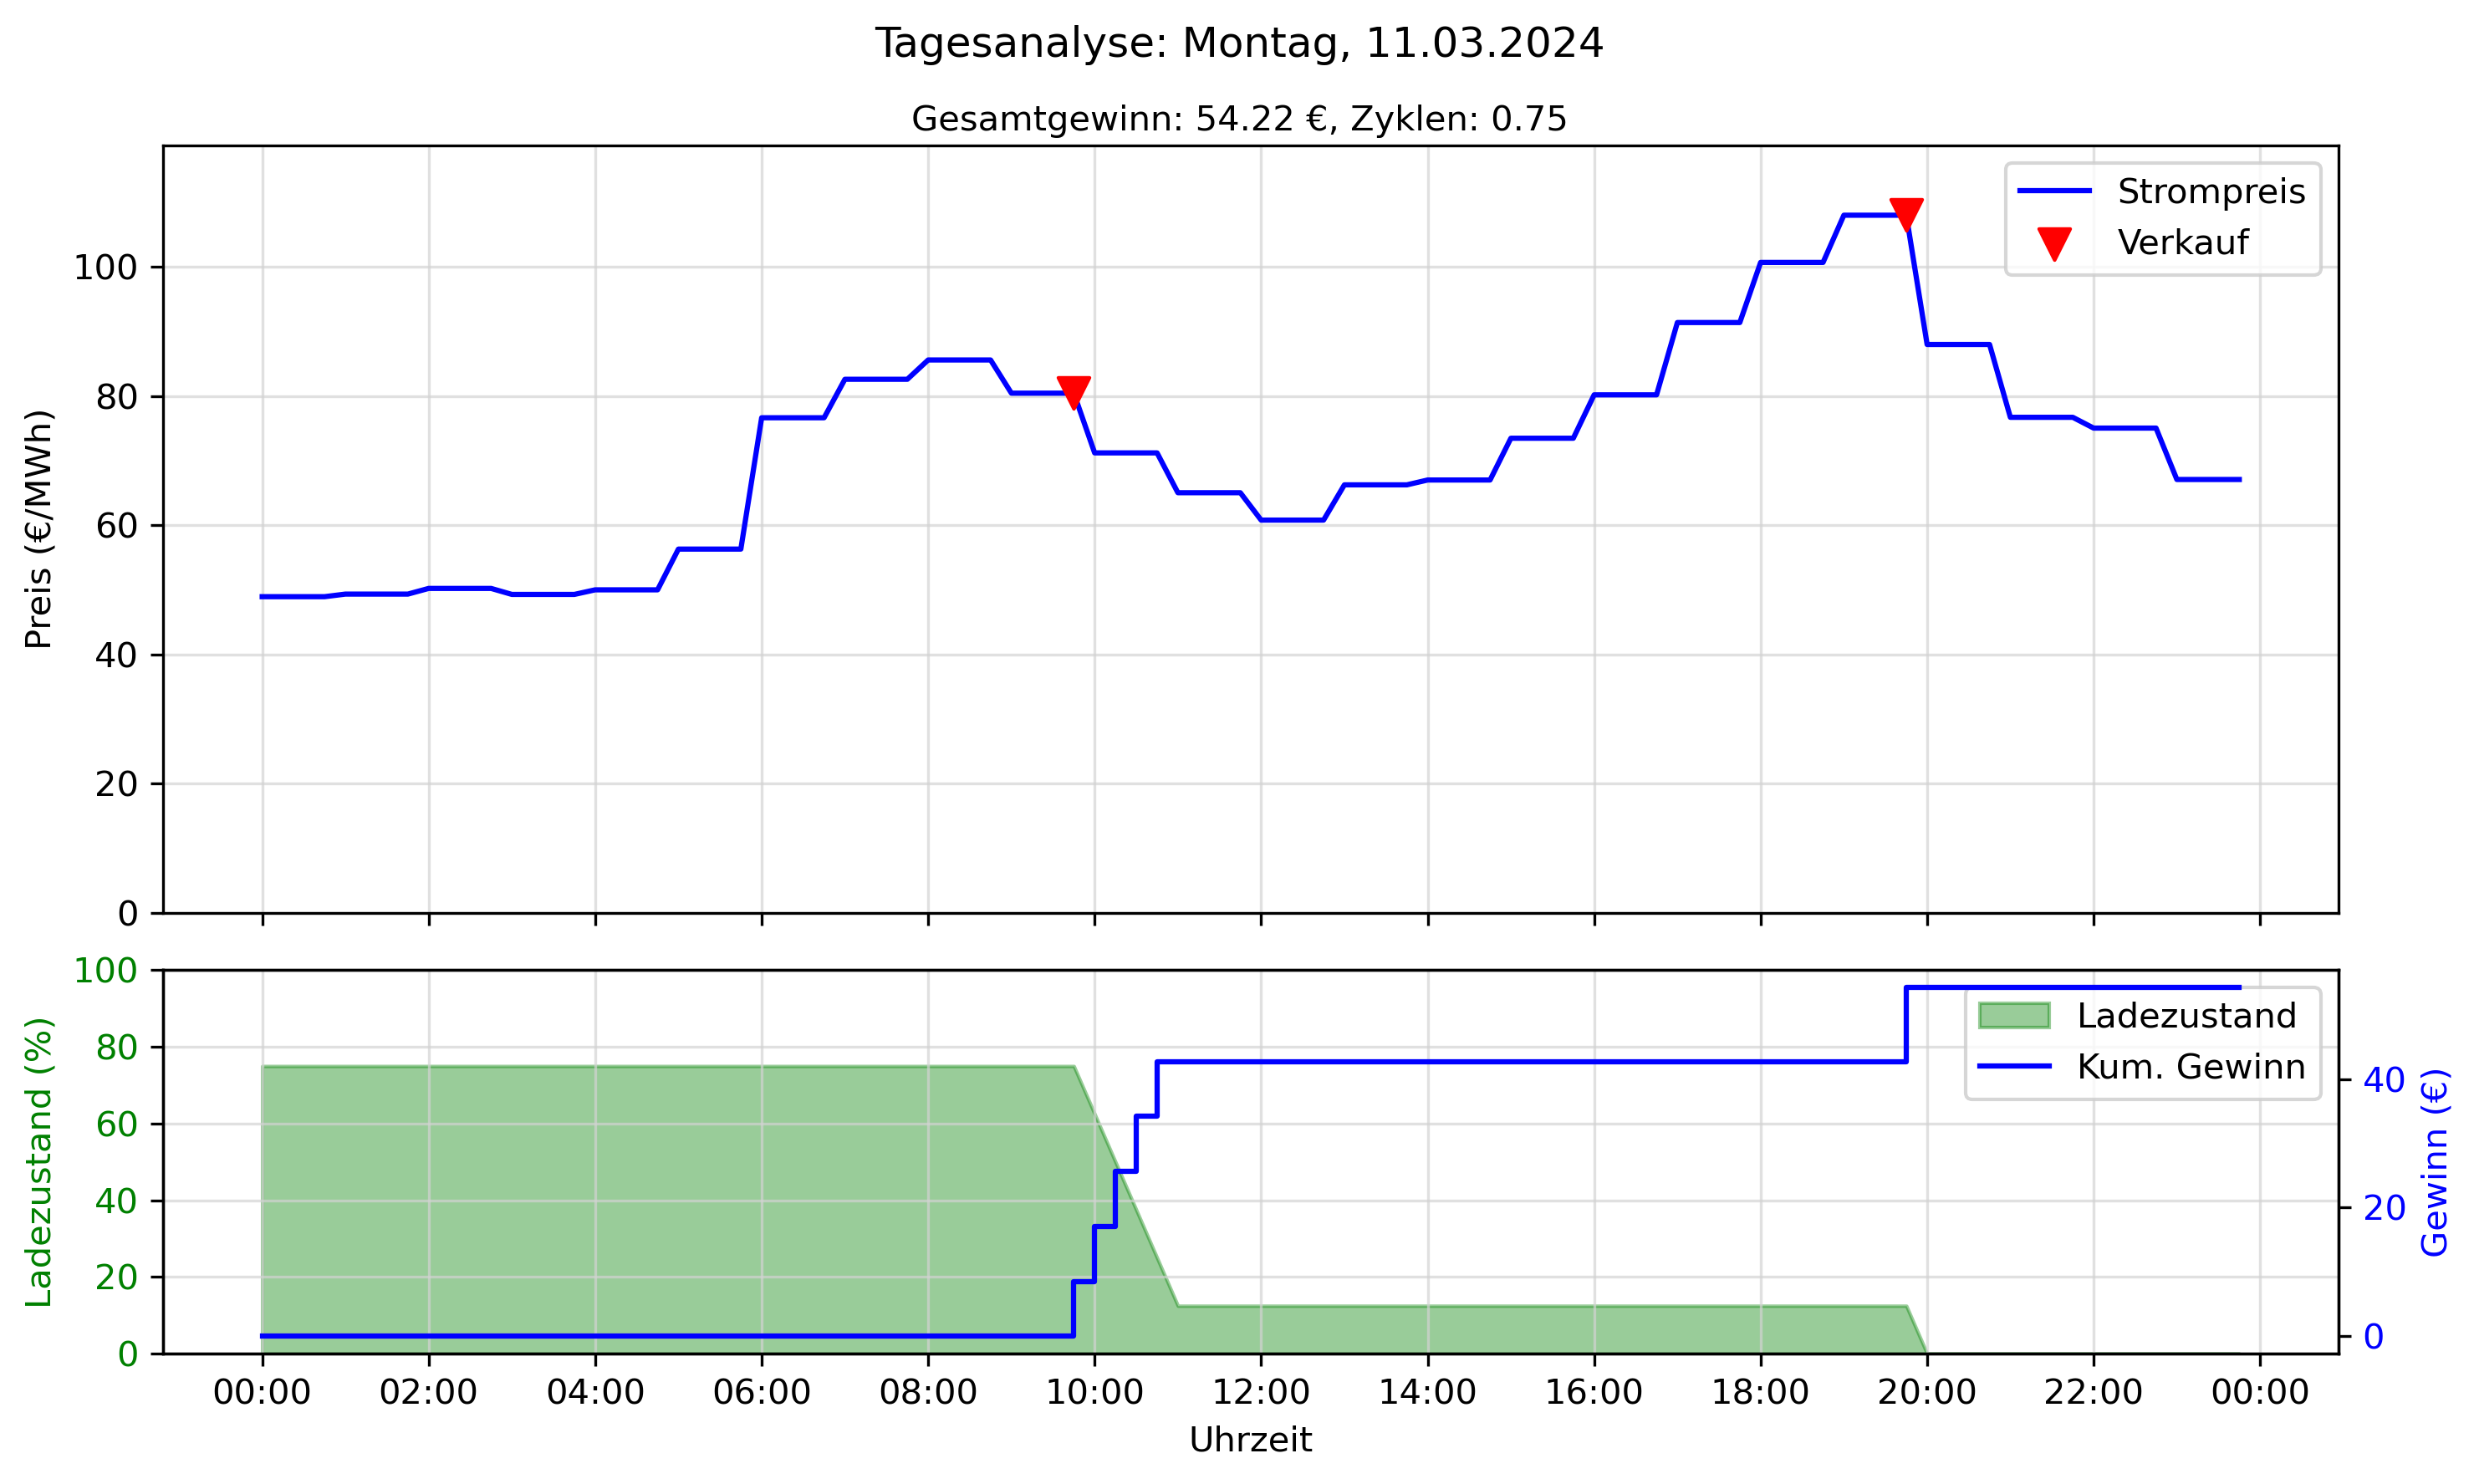 Tagesanalyse: Montag, 11.03.2024
Gesamtgewinn: 54.22 €, Zyklen: 0.75
Preis (€/MWh)
100
80
60
40
20
0
Strompreis
Verkauf
Ladezustand (%)
100
80
60
40
20
0
Ladezustand
Kum. Gewinn
40
20
0
Gewinn (€)
00:00 02:00 04:00 06:00 08:00 10:00 12:00 14:00 16:00 18:00 20:00 22:00 00:00
Uhrzeit